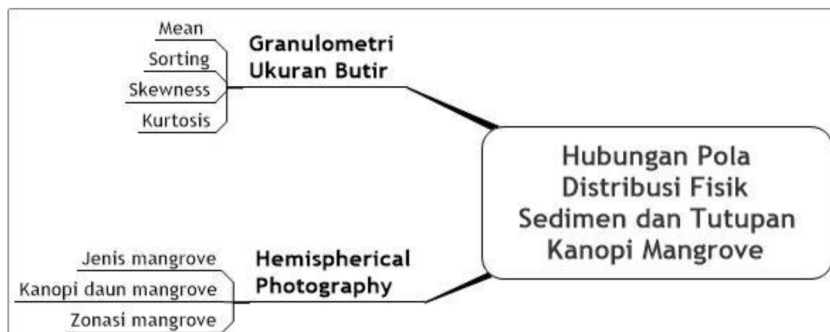 Mean
Sorting
Skewness
Kurtosis
Granulometri
Ukuran Butir
Hubungan Pola
Distribusi Fisik
Sedimen dan Tutupan
Kanopi Mangrove
Jenis mangrove
Kanopi daun mangrove
Zonasi mangrove
Hemispherical
Photography